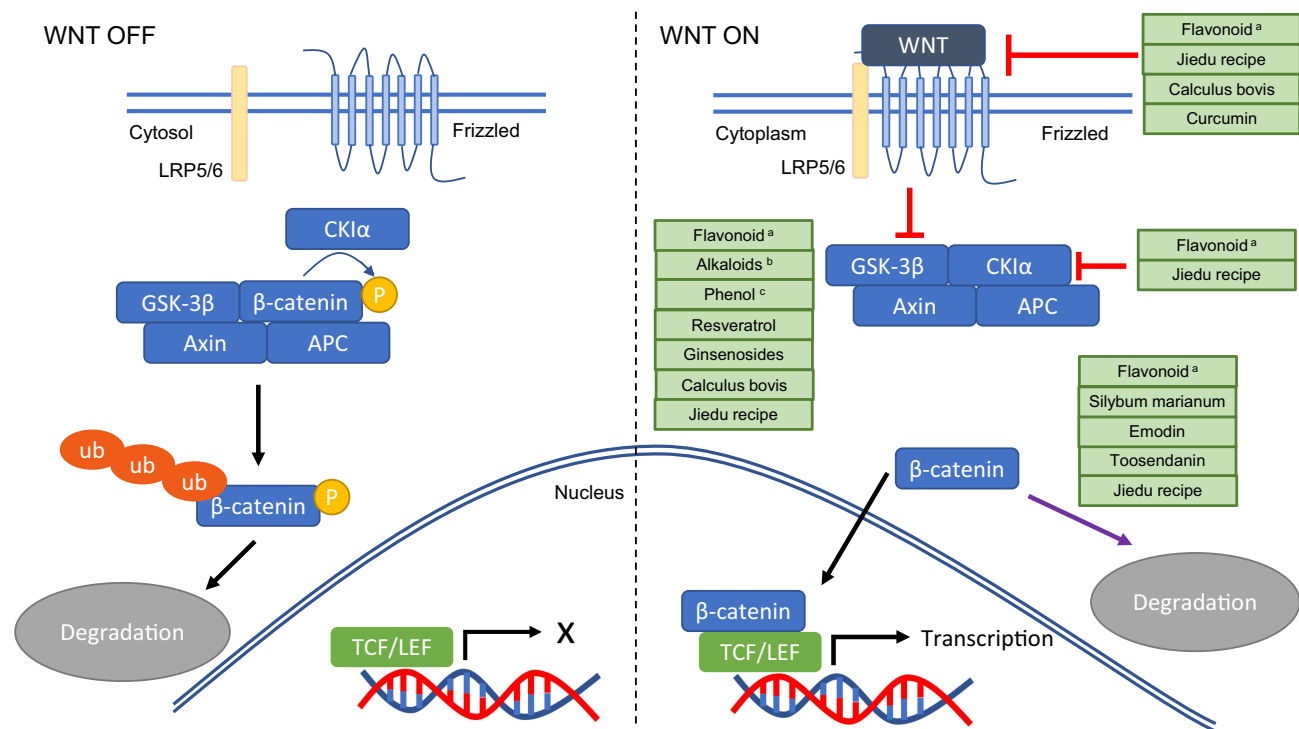 WNT OFF
Cytosol
LRP5/6
Frizzled
CKIα
GSK-3β
β-catenin
P
Axin
APC
ub
ub
ub
β-catenin
P
Degradation
Nucleus
TCF/LEF
X
WNT ON
WNT
Cytoplasm
LRP5/6
Frizzled
Flavonoid ᵃ
Jiedu recipe
Calculus bovis
Curcumin
Flavonoid ᵃ
Alkaloids ᵇ
Phenol ᶜ
Resveratrol
Ginsenosides
Calculus bovis
Jiedu recipe
GSK-3β
CKIα
Axin
APC
Flavonoid ᵃ
Jiedu recipe
Flavonoid ᵃ
Silybum marianum
Emodin
Toosendanin
Jiedu recipe
β-catenin
Degradation
β-catenin
TCF/LEF
Transcription